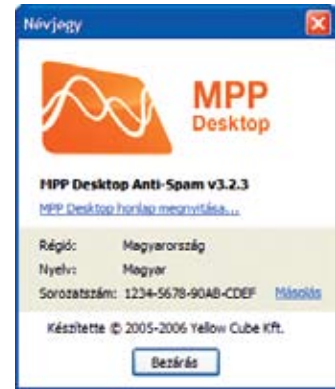 Névjegy
MPP
Desktop
MPP Desktop Anti-Spam v3.2.3
MPP Desktop honlap megnyitása...
Régió: Magyarország
Nyelv: Magyar
Sorozatszám: 1234-5678-90AB-CDEF Másolás
Készítette © 2005-2006 Yellow Cube Kft.
Bezárás